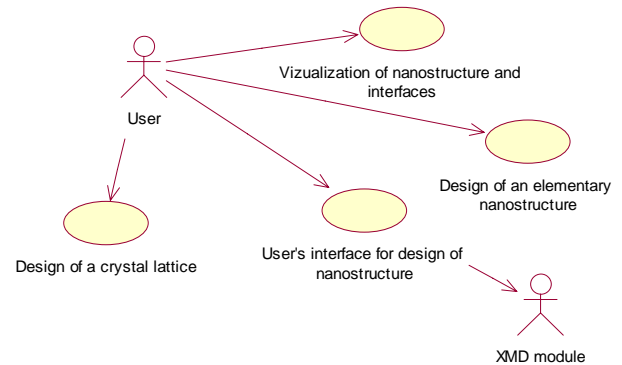 Vizualization of nanostructure and
interfaces
User
Design of an elementary
nanostructure
Design of a crystal lattice
User's interface for design of
nanostructure
XMD module